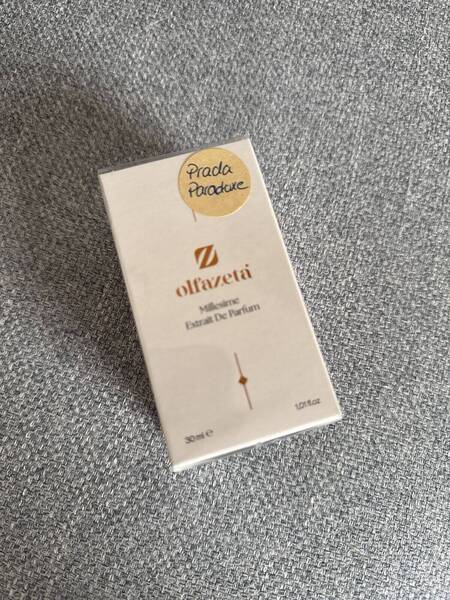 Prada
Paradoxe
olfazeta
Millesime
Extrait De Parfum
30 ml e
1,01 fl.oz